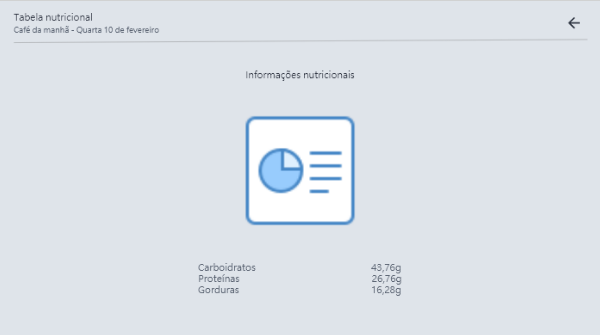 Tabela nutricional
Café da manhã - Quarta 10 de fevereiro
Informações nutricionais
Carboidratos 43,76g
Proteínas 26,76g
Gorduras 16,28g